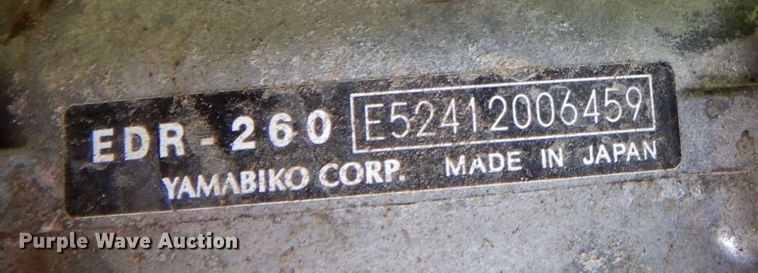 EDR-260 E52412006459
YAMABIKO CORP. MADE IN JAPAN
Purple Wave Auction